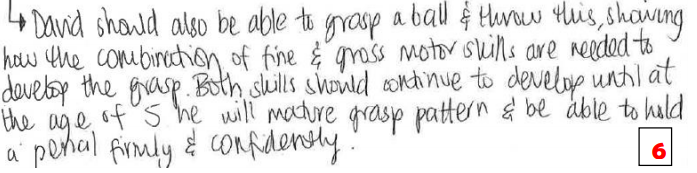 ↳ David should also be able to grasp a ball & throw this, showing
how the combination of fine & gross motor skills are needed to
develop the grasp. Both skills should continue to develop until at
the age of 5 he will mature grasp pattern & be able to hold
a pencil firmly & confidently.
6